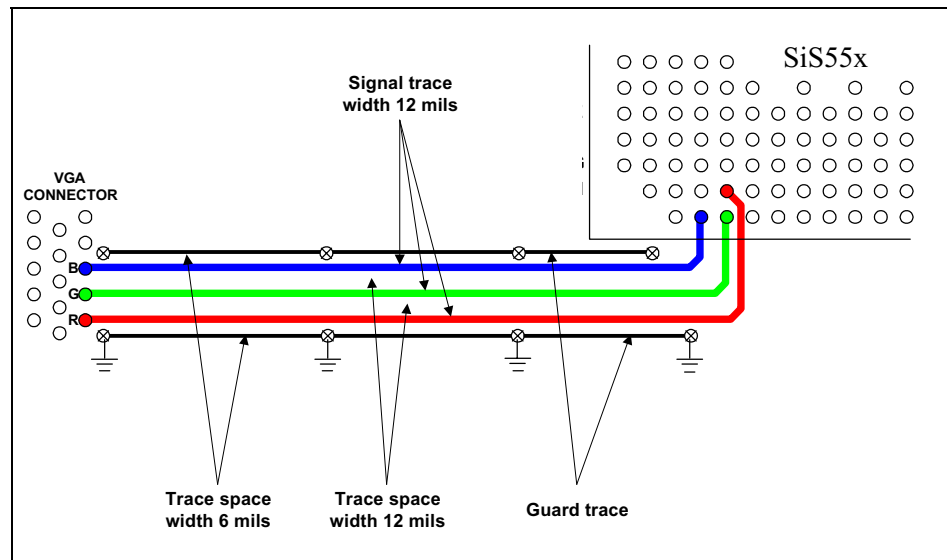 SiS55x
Signal trace
width 12 mils
VGA
CONNECTOR
B
G
R
Trace space
width 6 mils
Trace space
width 12 mils
Guard trace